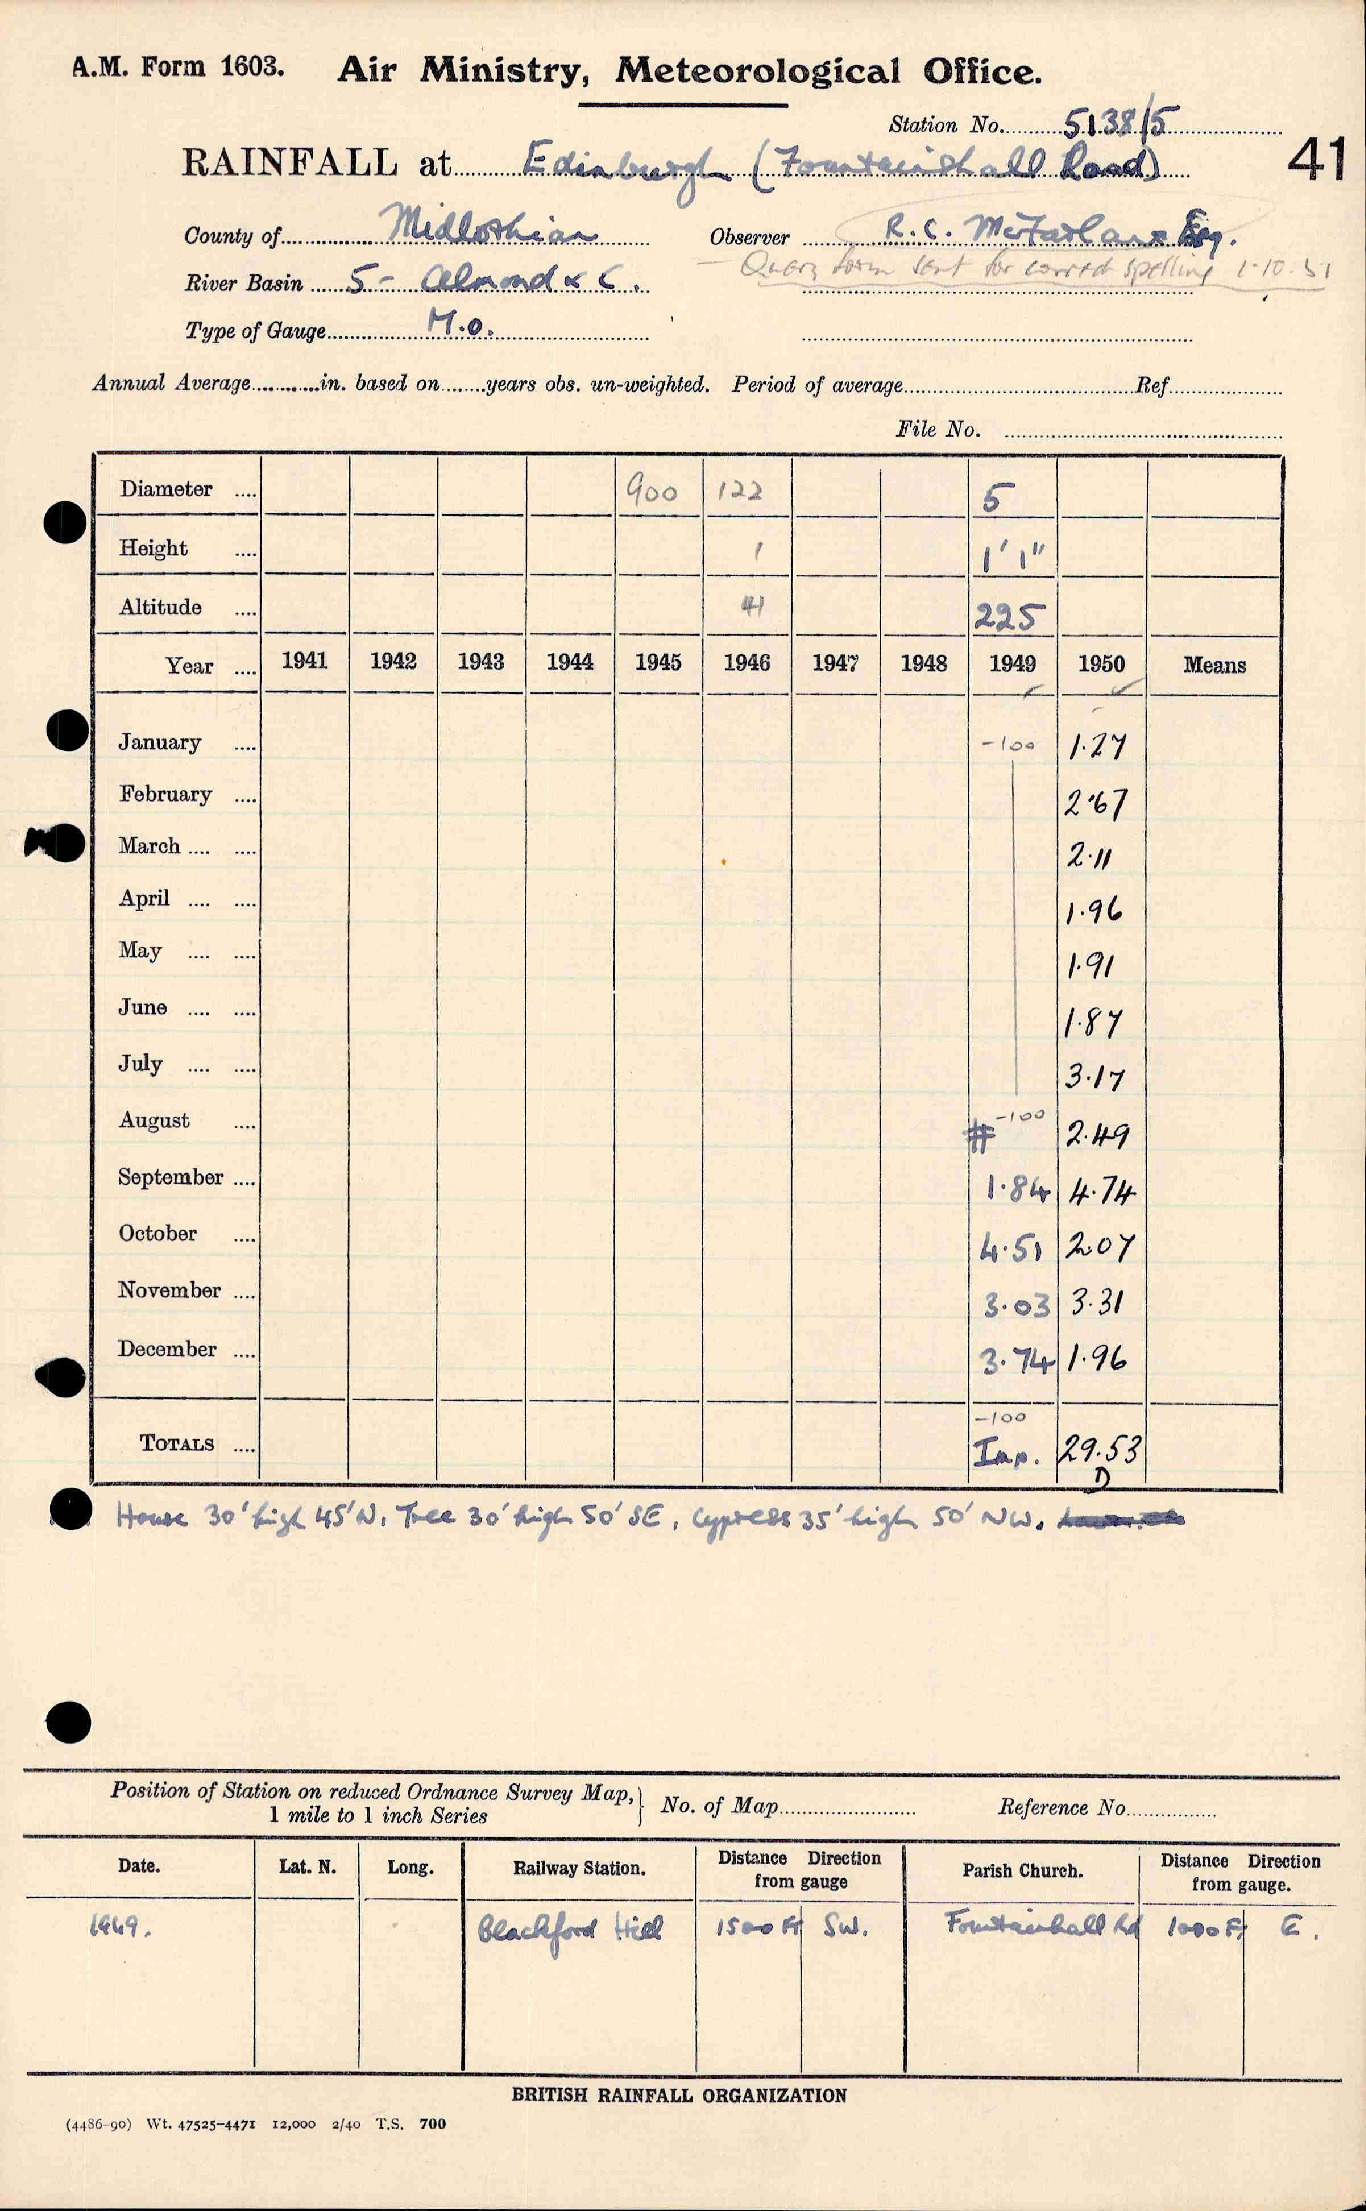 A.M. Form 1603. Air Ministry, Meteorological Office.
Station No. 5138/5
41
RAINFALL at Edinburgh (Fountainhall Road)
County of Midlothian Observer R. C. McFarlane Esq.
— Query form sent for correct spelling 1.10.51
River Basin 5 - Almond & C.
Type of Gauge M.O.
Annual Average in. based on years obs. un-weighted. Period of average Ref.
File No.
Diameter 900 122 5
Height 1 1' 1"
Altitude 41 225
Year 1941 1942 1943 1944 1945 1946 1947 1948 1949 1950 Means
January -100 1.27
February 2.67
March 2.11
April 1.96
May 1.91
June 1.87
July 3.17
August # -100 2.49
September 1.84 4.74
October 4.51 2.07
November 3.03 3.31
December 3.74 1.96
-100
TOTALS Inp. 29.53
D
House 30' high 45' N, Tree 30' high 50' SE, Cypress 35' high 50' NW.
Position of Station on reduced Ordnance Survey Map, 1 mile to 1 inch Series } No. of Map Reference No.
Date. Lat. N. Long. Railway Station. Distance Direction from gauge Parish Church. Distance Direction from gauge.
1949. Blackford Hill 1500 Ft SW. Fountainhall Rd 1000 Ft E.
BRITISH RAINFALL ORGANIZATION
(4486-90) Wt. 47525-4471 12,000 2/40 T.S. 700